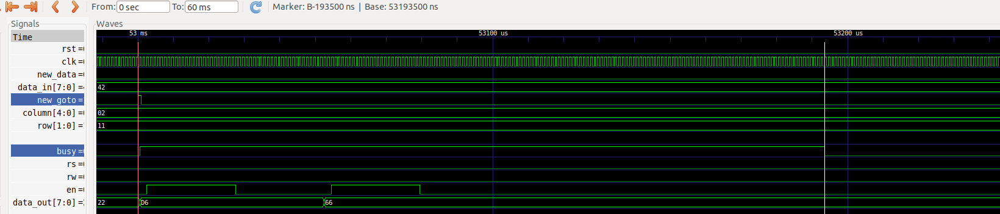 From: 0 sec To: 60 ms Marker: B-193500 ns | Base: 53193500 ns
Signals Waves
Time 53 ms 53100 us 53200 us
rst =
clk =
new_data =
data_in[7:0] = 42
new_goto =
column[4:0] = 02
row[1:0] = 11
busy =
rs =
rw =
en =
data_out[7:0] = 22 D6 66